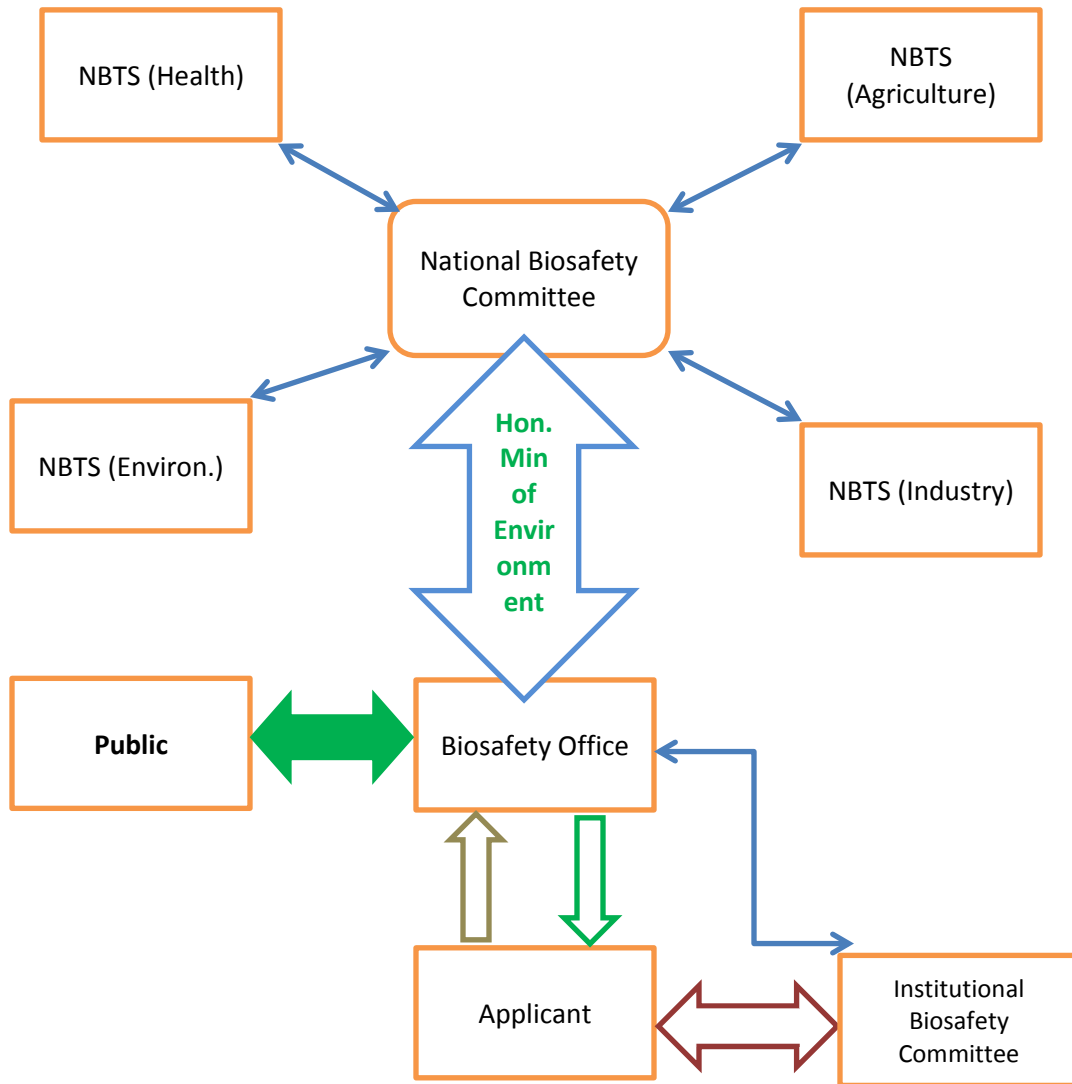 NBTS (Health)
NBTS
(Agriculture)
National Biosafety
Committee
NBTS (Environ.)
Hon.
Min
of
Envir
onm
ent
NBTS (Industry)
Public
Biosafety Office
Applicant
Institutional
Biosafety
Committee